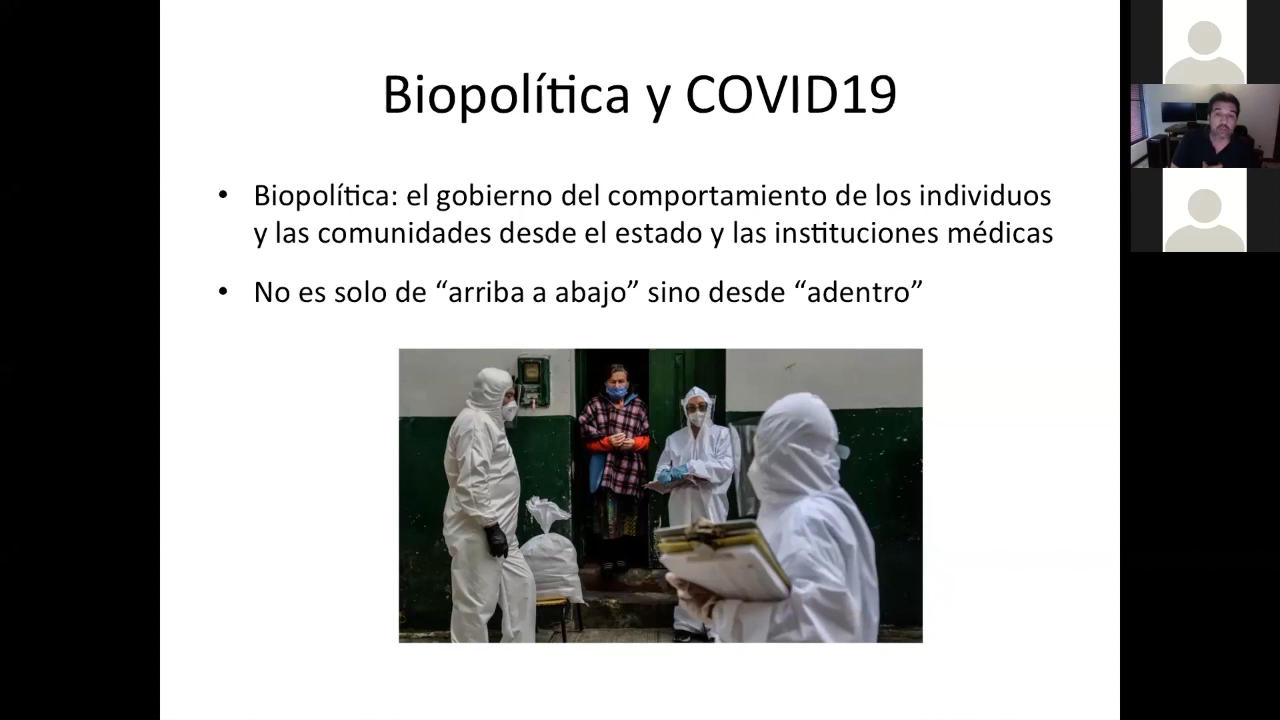 Biopolítica y COVID19
• Biopolítica: el gobierno del comportamiento de los individuos
y las comunidades desde el estado y las instituciones médicas
• No es solo de “arriba a abajo” sino desde “adentro”